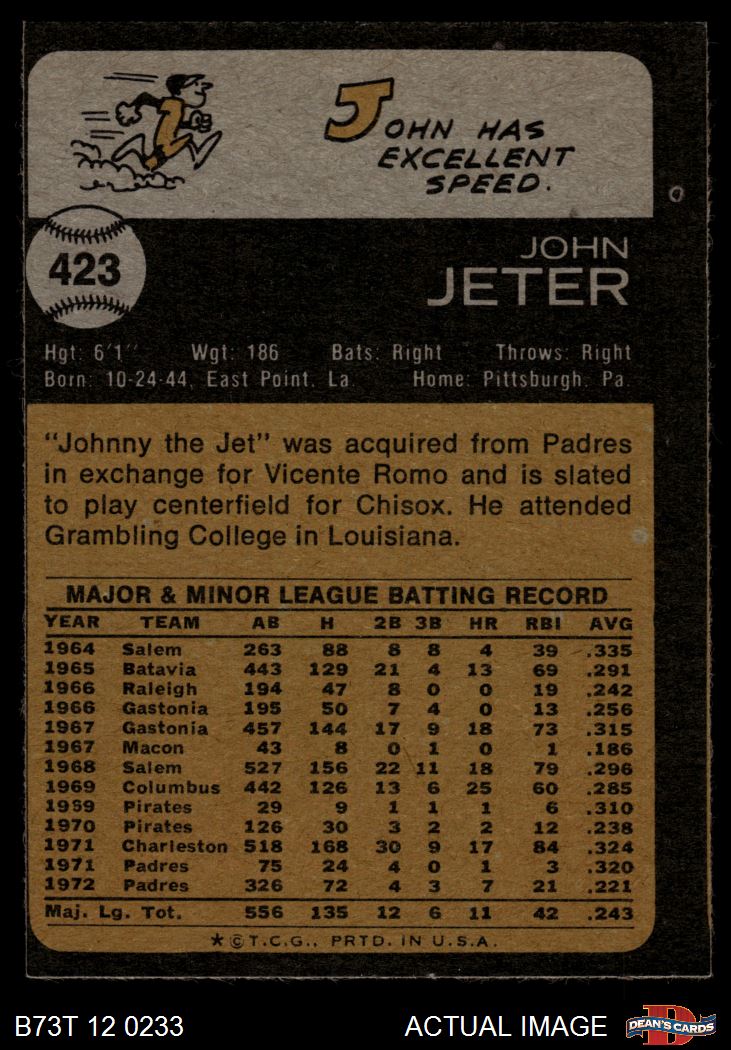 JOHN HAS
EXCELLENT
SPEED.
423
JOHN
JETER
Hgt: 6'1" Wgt: 186 Bats: Right Throws: Right
Born: 10-24-44, East Point, La. Home: Pittsburgh, Pa.
"Johnny the Jet" was acquired from Padres
in exchange for Vicente Romo and is slated
to play centerfield for Chisox. He attended
Grambling College in Louisiana.
MAJOR & MINOR LEAGUE BATTING RECORD
YEAR TEAM AB H 2B 3B HR RBI AVG
1964 Salem 263 88 8 8 4 39 .335
1965 Batavia 443 129 21 4 13 69 .291
1966 Raleigh 194 47 8 0 0 19 .242
1966 Gastonia 195 50 7 4 0 13 .256
1967 Gastonia 457 144 17 9 18 73 .315
1967 Macon 43 8 0 1 0 1 .186
1968 Salem 527 156 22 11 18 79 .296
1969 Columbus 442 126 13 6 25 60 .285
1969 Pirates 29 9 1 1 1 6 .310
1970 Pirates 126 30 3 2 2 12 .238
1971 Charleston 518 168 30 9 17 84 .324
1971 Padres 75 24 4 0 1 3 .320
1972 Padres 326 72 4 3 7 21 .221
Maj. Lg. Tot. 556 135 12 6 11 42 .243
*©T.C.G., PRTD. IN U.S.A.
B73T 12 0233 ACTUAL IMAGE D DEAN'S CARDS